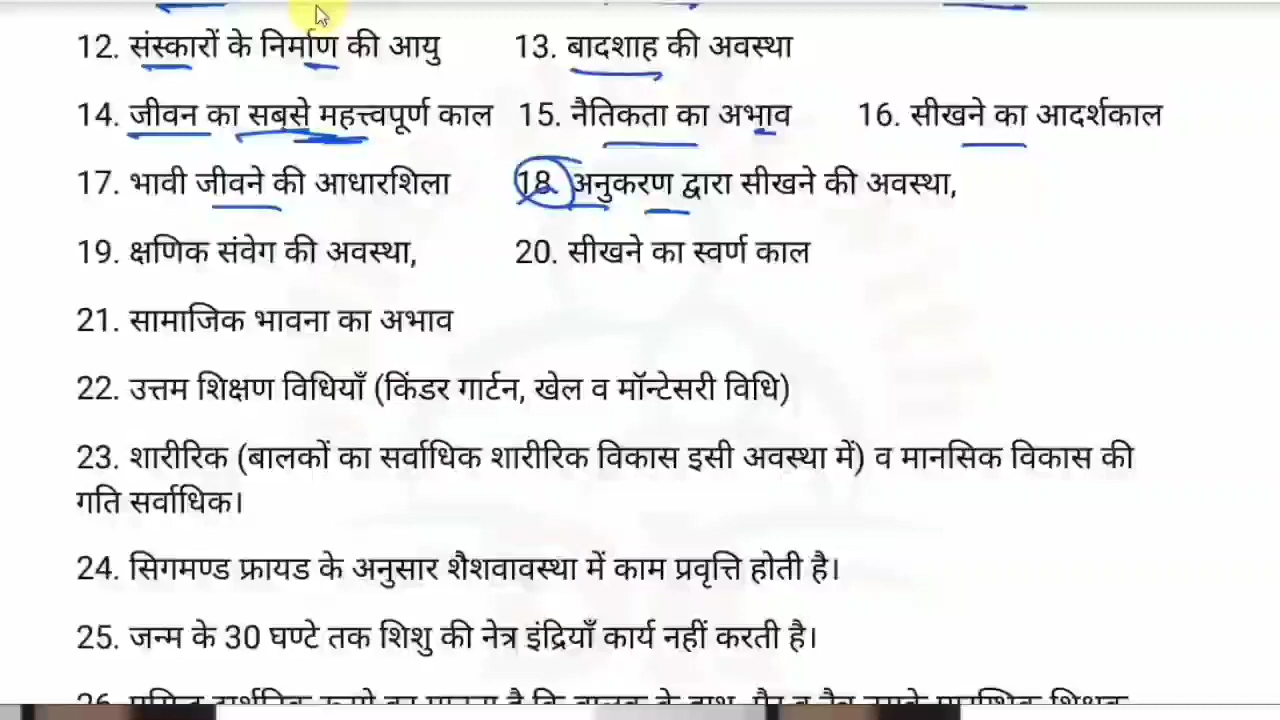 12. संस्कारों के निर्माण की आयु 13. बादशाह की अवस्था
14. जीवन का सबसे महत्त्वपूर्ण काल 15. नैतिकता का अभाव 16. सीखने का आदर्शकाल
17. भावी जीवने की आधारशिला 18. अनुकरण द्वारा सीखने की अवस्था,
19. क्षणिक संवेग की अवस्था, 20. सीखने का स्वर्ण काल
21. सामाजिक भावना का अभाव
22. उत्तम शिक्षण विधियाँ (किंडर गार्टन, खेल व मॉन्टेसरी विधि)
23. शारीरिक (बालकों का सर्वाधिक शारीरिक विकास इसी अवस्था में) व मानसिक विकास की
गति सर्वाधिक।
24. सिगमण्ड फ्रायड के अनुसार शैशवावस्था में काम प्रवृत्ति होती है।
25. जन्म के 30 घण्टे तक शिशु की नेत्र इंद्रियाँ कार्य नहीं करती है।